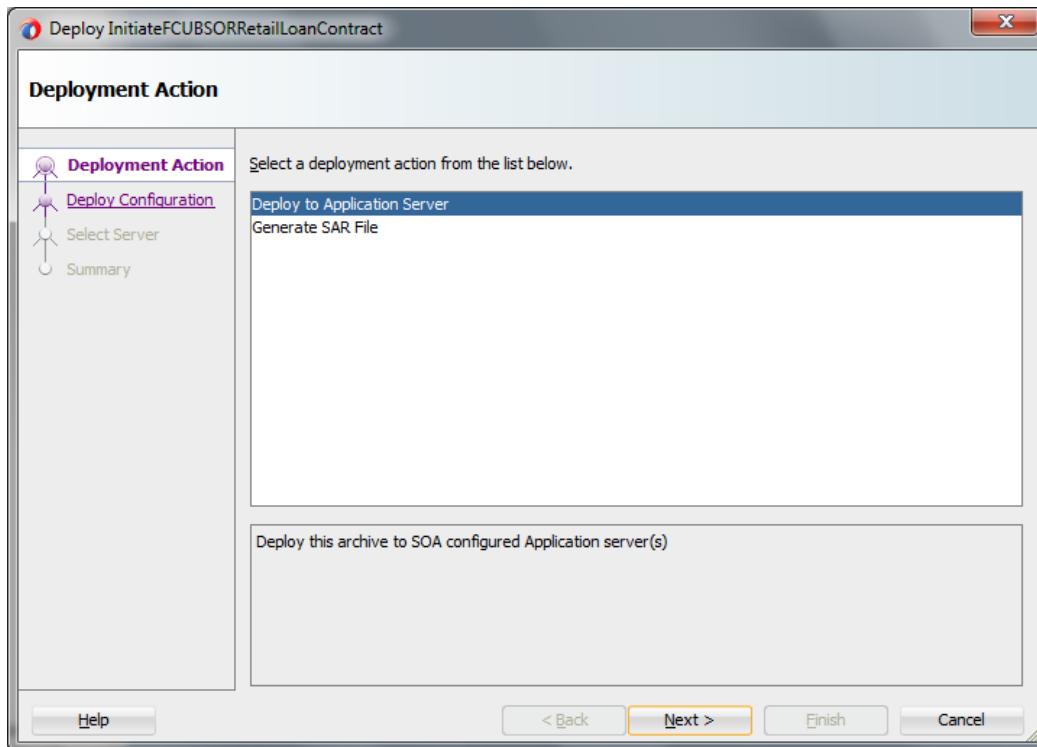 Deploy InitiateFCUBSORRetailLoanContract
Deployment Action
Deployment Action
Deploy Configuration
Select Server
Summary
Select a deployment action from the list below.
Deploy to Application Server
Generate SAR File
Deploy this archive to SOA configured Application server(s)
Help
< Back
Next >
Finish
Cancel